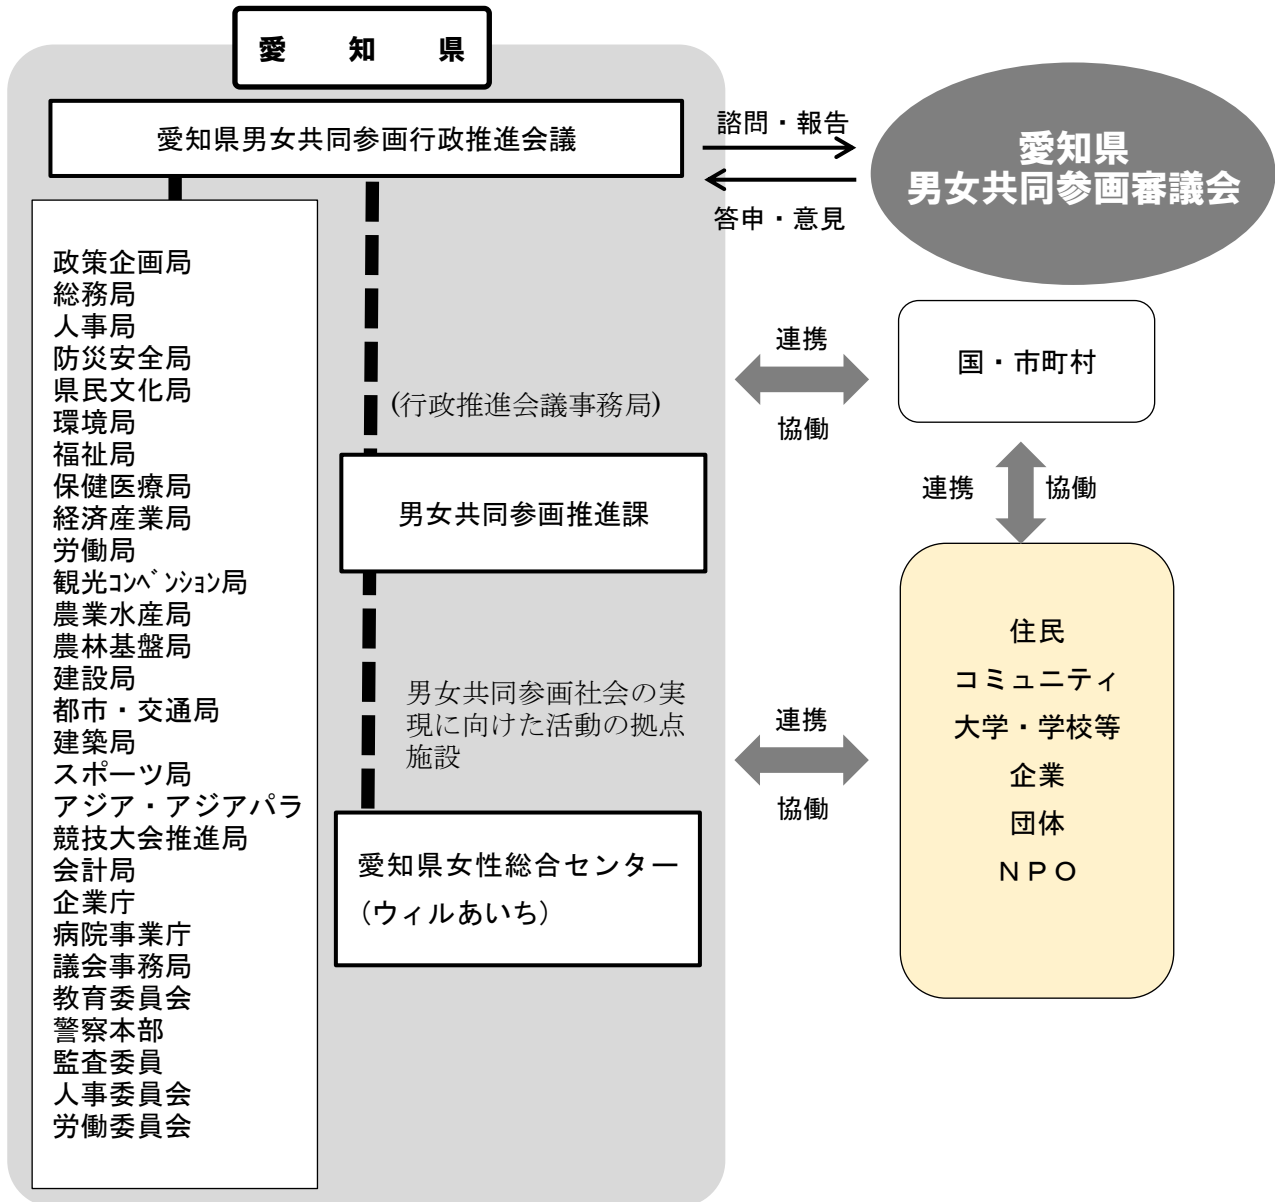 愛　知　県
愛知県男女共同参画行政推進会議
諮問・報告
答申・意見
愛知県
男女共同参画審議会
政策企画局
総務局
人事局
防災安全局
県民文化局
環境局
福祉局
保健医療局
経済産業局
労働局
観光ｺﾝﾍﾞﾝｼｮﾝ局
農業水産局
農林基盤局
建設局
都市・交通局
建築局
スポーツ局
アジア・アジアパラ
競技大会推進局
会計局
企業庁
病院事業庁
議会事務局
教育委員会
警察本部
監査委員
人事委員会
労働委員会
(行政推進会議事務局)
男女共同参画推進課
男女共同参画社会の実
現に向けた活動の拠点
施設
愛知県女性総合センター
（ウィルあいち）
連携
協働
国・市町村
連携
協働
連携
協働
住民
コミュニティ
大学・学校等
企業
団体
ＮＰＯ